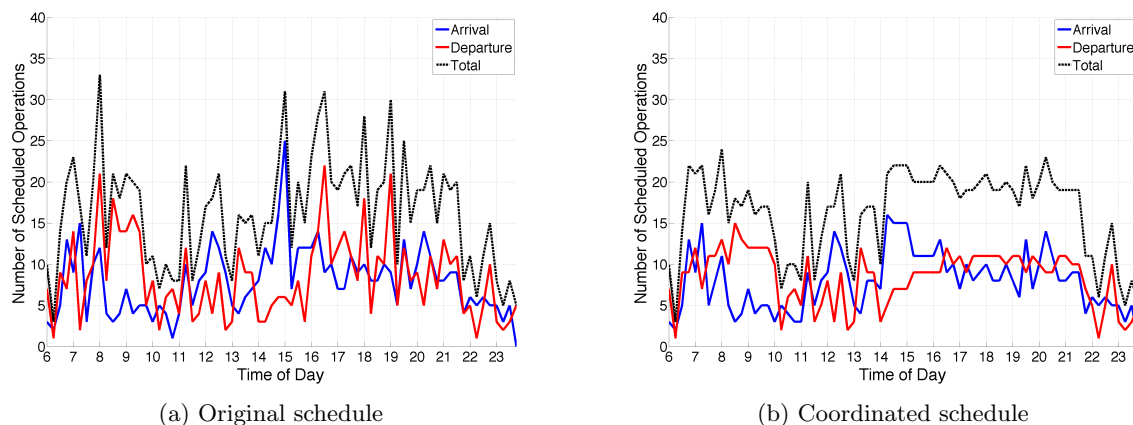 40
35
30
25
20
15
10
5
0
Number of Scheduled Operations
Arrival
Departure
Total
6 7 8 9 10 11 12 13 14 15 16 17 18 19 20 21 22 23
Time of Day
(a) Original schedule
40
35
30
25
20
15
10
5
0
Number of Scheduled Operations
Arrival
Departure
Total
6 7 8 9 10 11 12 13 14 15 16 17 18 19 20 21 22 23
Time of Day
(b) Coordinated schedule